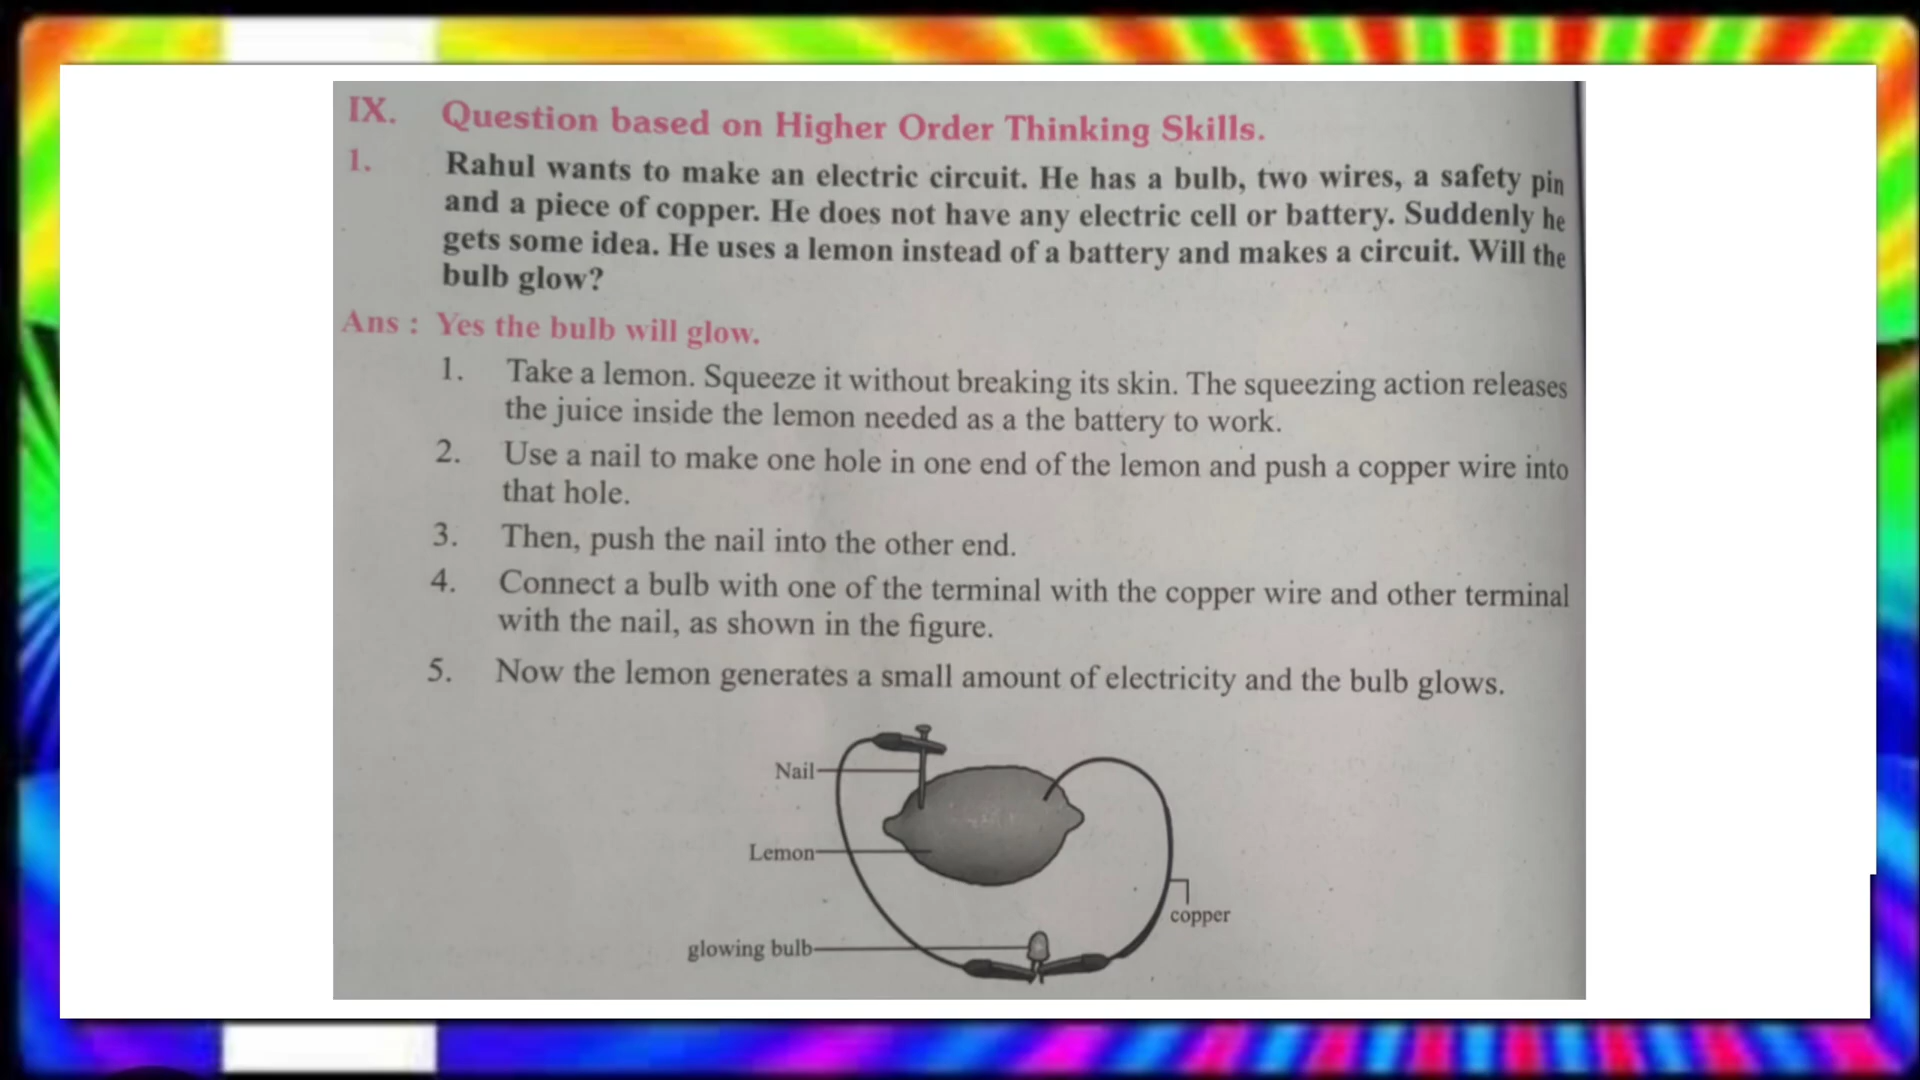 IX. Question based on Higher Order Thinking Skills.
1. Rahul wants to make an electric circuit. He has a bulb, two wires, a safety pin
and a piece of copper. He does not have any electric cell or battery. Suddenly he
gets some idea. He uses a lemon instead of a battery and makes a circuit. Will the
bulb glow?
Ans : Yes the bulb will glow.
1. Take a lemon. Squeeze it without breaking its skin. The squeezing action releases
the juice inside the lemon needed as a the battery to work.
2. Use a nail to make one hole in one end of the lemon and push a copper wire into
that hole.
3. Then, push the nail into the other end.
4. Connect a bulb with one of the terminal with the copper wire and other terminal
with the nail, as shown in the figure.
5. Now the lemon generates a small amount of electricity and the bulb glows.
Nail
Lemon
copper
glowing bulb